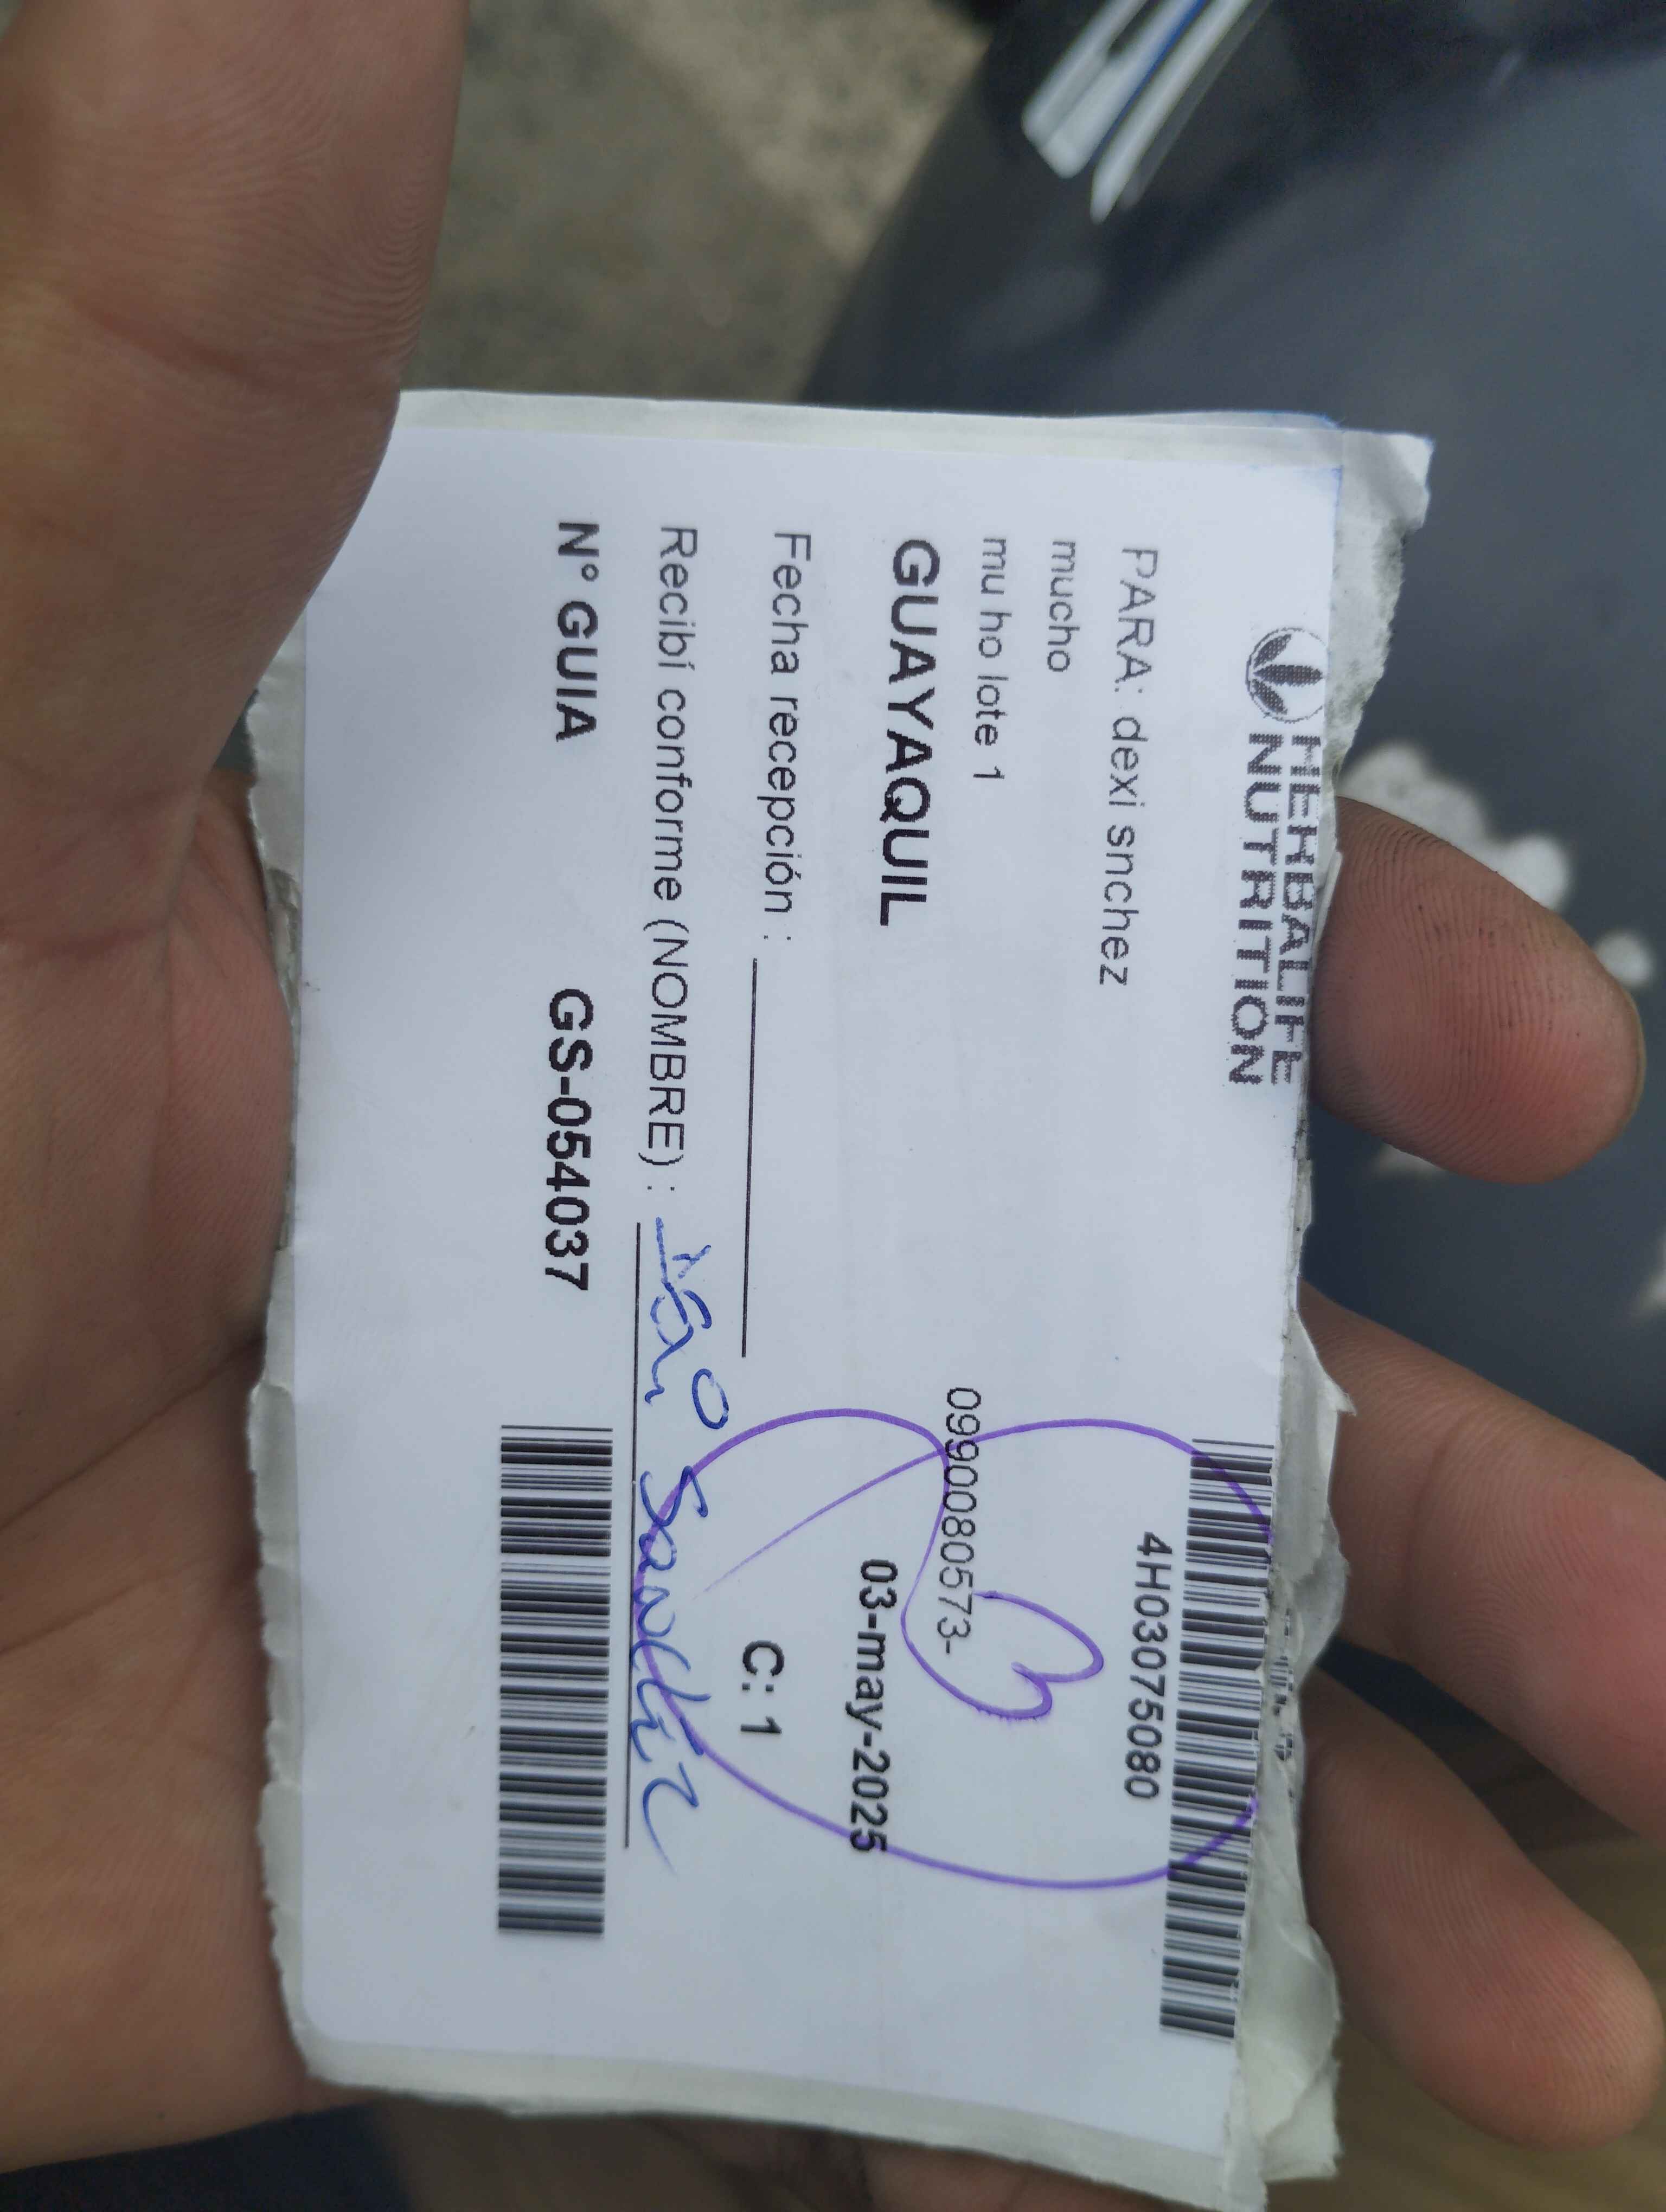 HERBALIFE
NUTRITION
4H03075080
PARA: dexi snchez
mucho
mu ho lote 1
0990080573-
GUAYAQUIL
03-may-2025
Fecha recepción :
C: 1
Recibí conforme (NOMBRE) :
Nº GUIA GS-054037